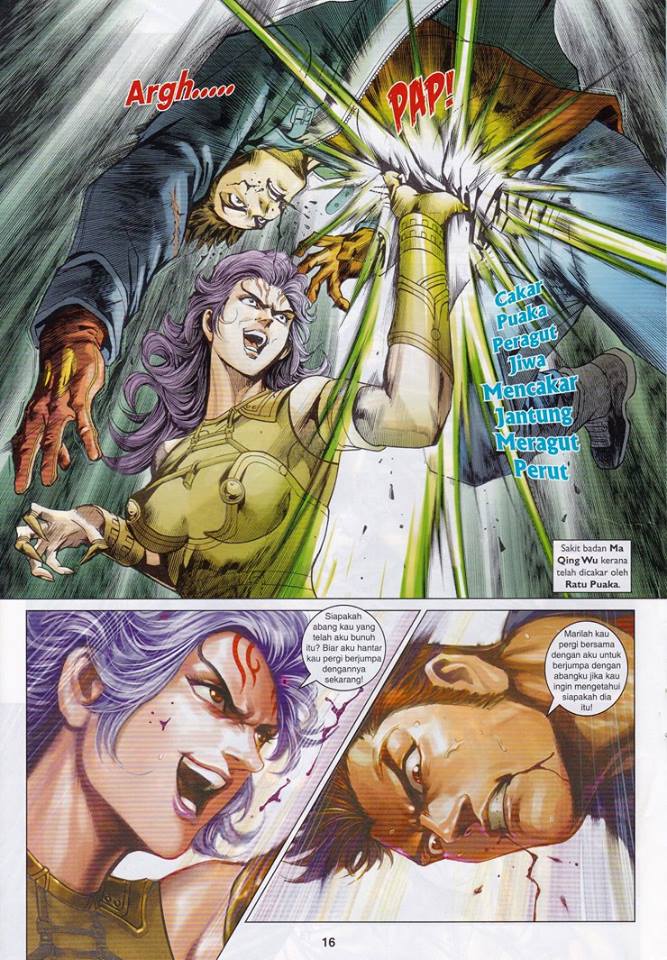 Argh.....
PAP!
Cakar
Puaka
Peragut
Jiwa
Mencakar
Jantung
Meragut
Perut
Sakit badan Ma
Qing Wu kerana
telah dicakar oleh
Ratu Puaka.
Siapakah
abang kau yang
telah aku bunuh
itu? Biar aku hantar
kau pergi berjumpa
dengannya
sekarang!
Marilah kau
pergi bersama
dengan aku untuk
berjumpa dengan
abangku jika kau
ingin mengetahui
siapakah dia
itu!
16